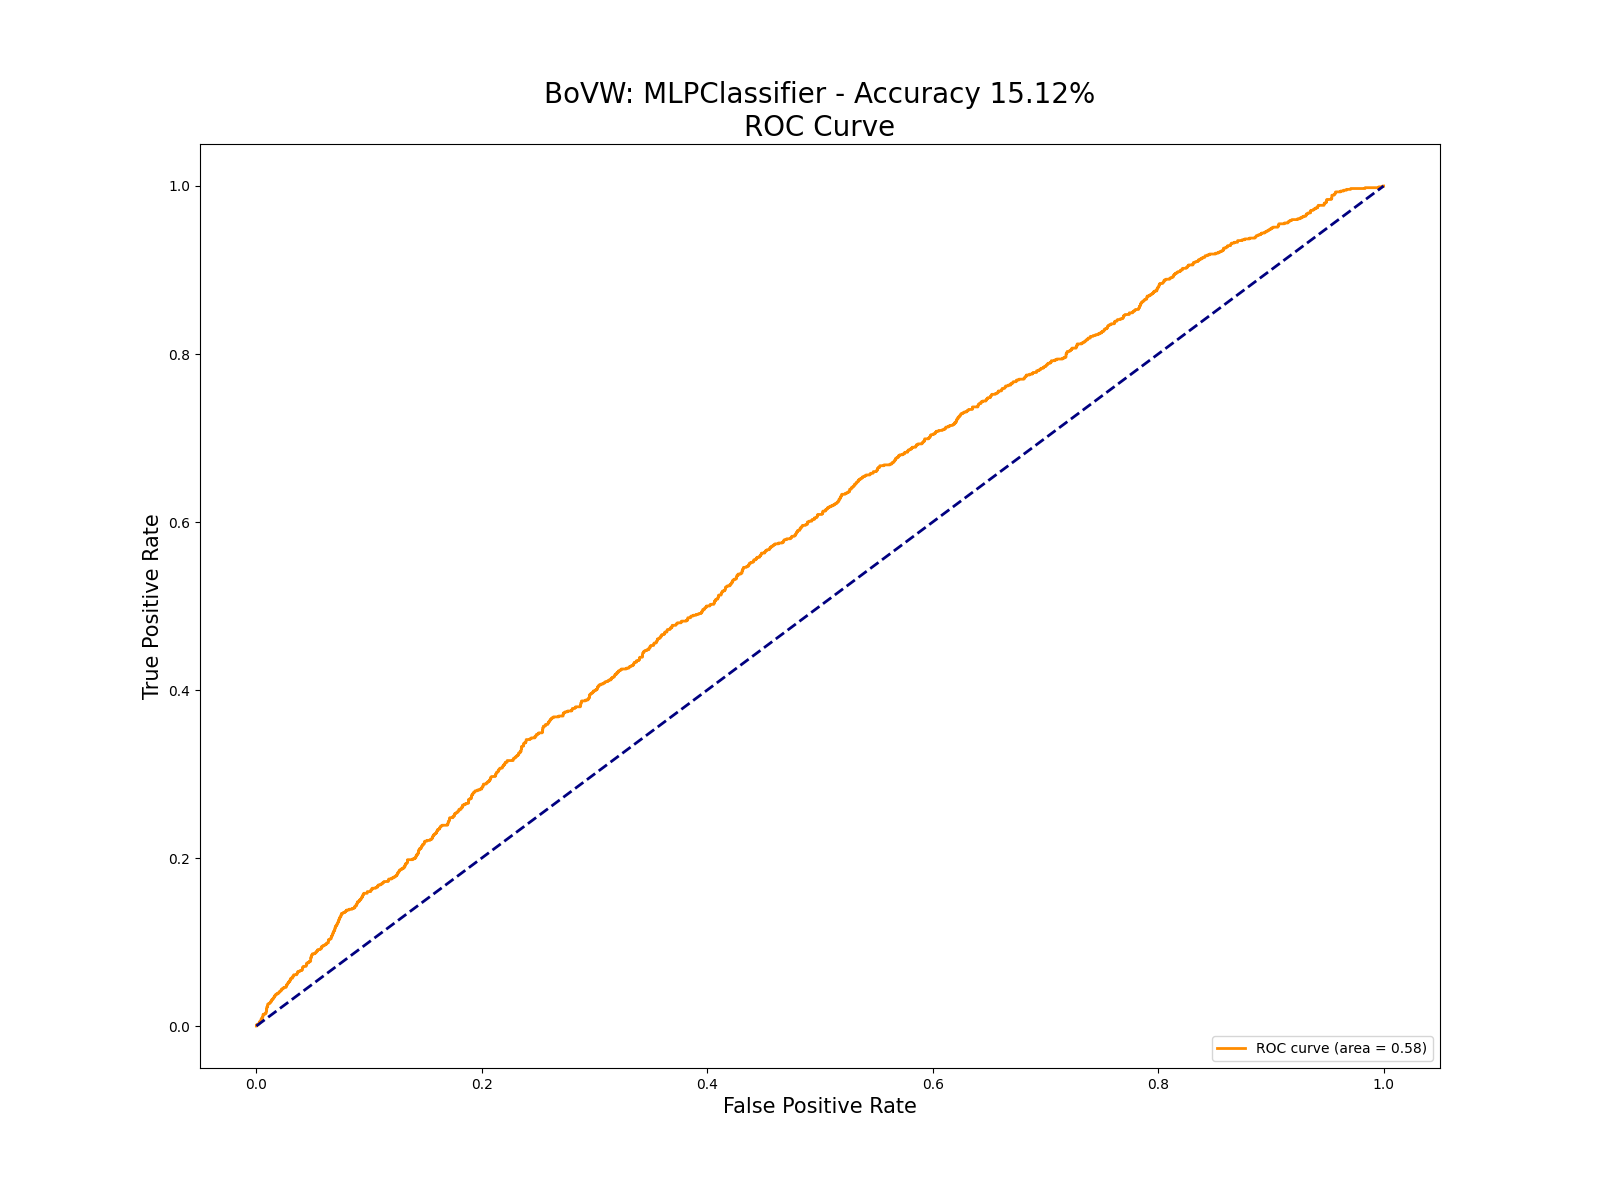 BoVW: MLPClassifier - Accuracy 15.12%
ROC Curve
1.0
0.8
0.6
0.4
0.2
0.0
True Positive Rate
ROC curve (area = 0.58)
0.0 0.2 0.4 0.6 0.8 1.0
False Positive Rate